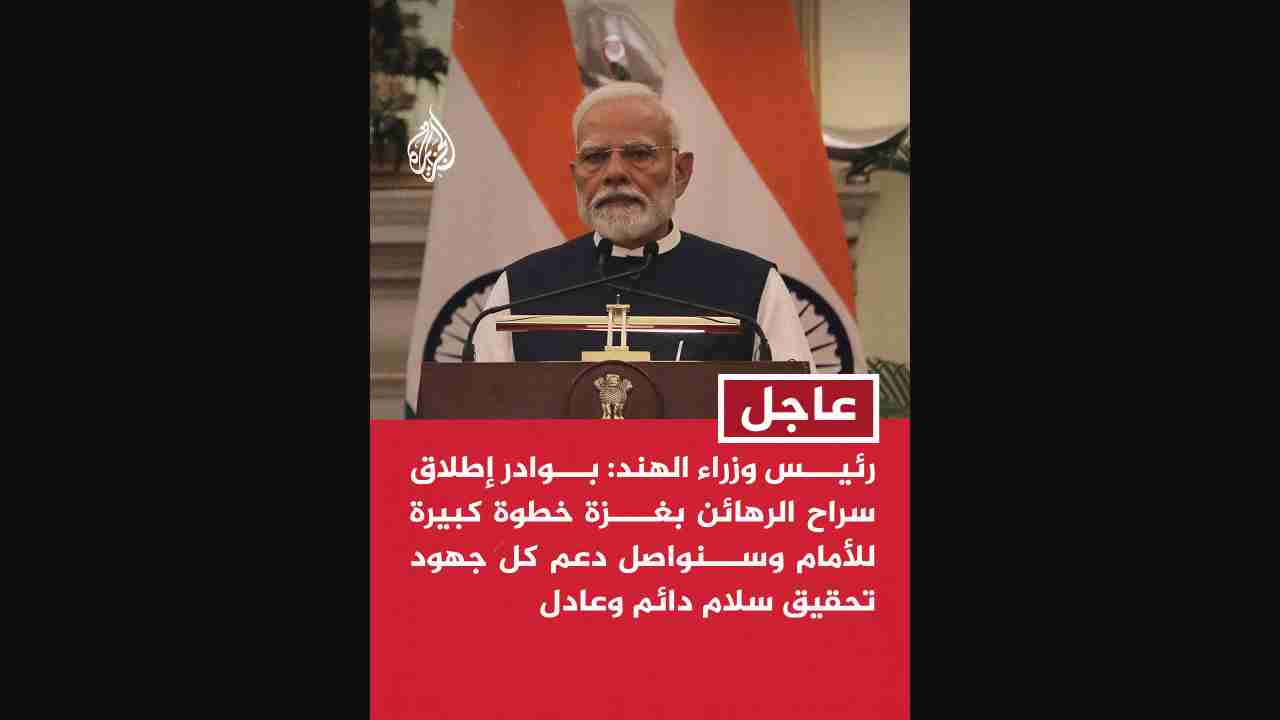 الجزيرة
عاجل
رئيس وزراء الهند: بوادر إطلاق
سراح الرهائن بغزة خطوة كبيرة
للأمام وسنواصل دعم كل جهود
تحقيق سلام دائم وعادل